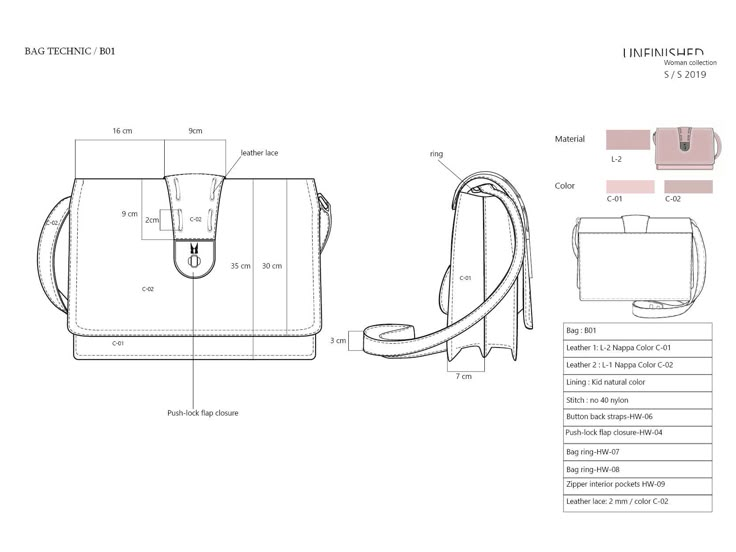 BAG TECHNIC / B01
UNFINISHED
Woman collection
S / S 2019
16 cm
9cm
leather lace
ring
Material
L-2
Color
C-01
C-02
C-02
9 cm
2cm
C-02
35 cm
30 cm
C-02
C-01
C-01
3 cm
7 cm
Push-lock flap closure
Bag : B01
Leather 1: L-2 Nappa Color C-01
Leather 2 : L-1 Nappa Color C-02
Lining : Kid natural color
Stitch : no 40 nylon
Button back straps-HW-06
Push-lock flap closure-HW-04
Bag ring-HW-07
Bag ring-HW-08
Zipper interior pockets HW-09
Leather lace: 2 mm / color C-02